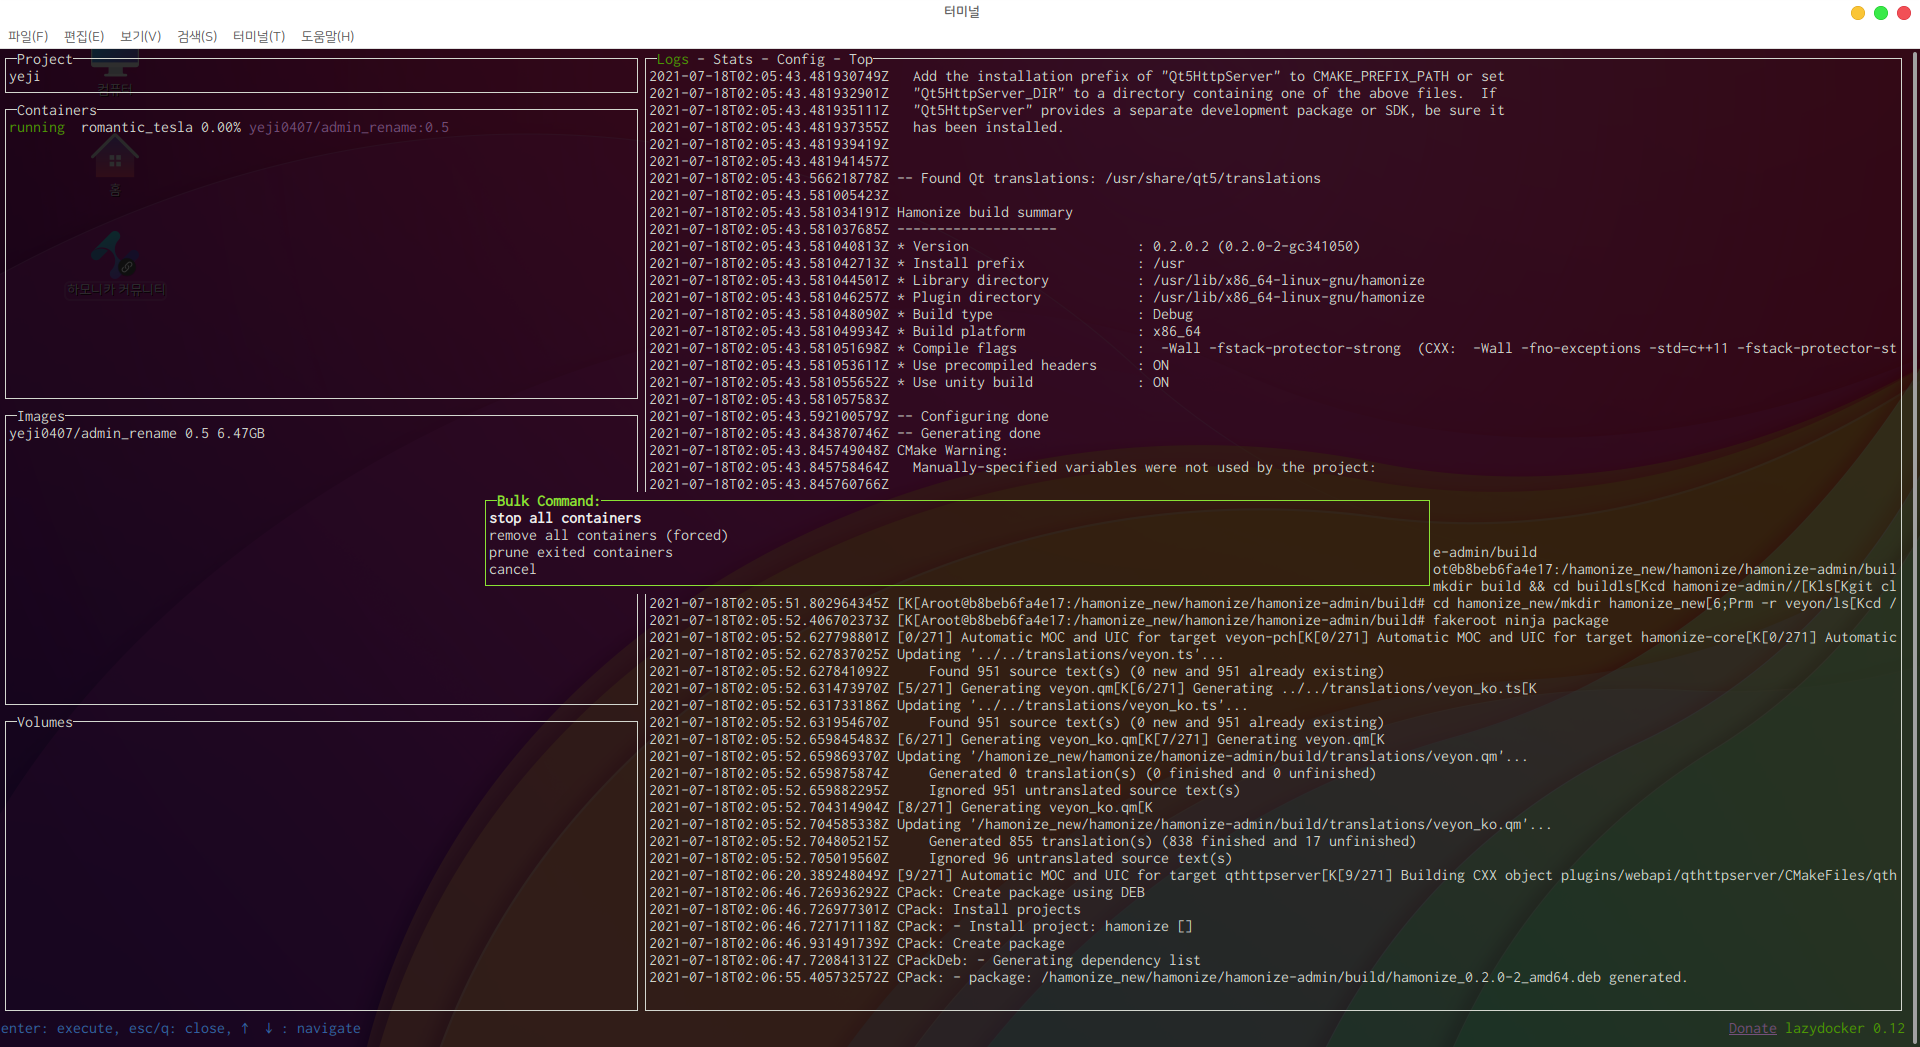 터미널
파일(F) 편집(E) 보기(V) 검색(S) 터미널(T) 도움말(H)
Project
yeji
컴퓨터
Containers
running romantic_tesla 0.00% yeji0407/admin_rename:0.5
홈
하모니카 커뮤니티
Images
yeji0407/admin_rename 0.5 6.47GB
Volumes
Logs - Stats - Config - Top
2021-07-18T02:05:43.481930749Z   Add the installation prefix of "Qt5HttpServer" to CMAKE_PREFIX_PATH or set
2021-07-18T02:05:43.481932901Z   "Qt5HttpServer_DIR" to a directory containing one of the above files.  If
2021-07-18T02:05:43.481935111Z   "Qt5HttpServer" provides a separate development package or SDK, be sure it
2021-07-18T02:05:43.481937355Z   has been installed.
2021-07-18T02:05:43.481939419Z
2021-07-18T02:05:43.481941457Z
2021-07-18T02:05:43.566218778Z -- Found Qt translations: /usr/share/qt5/translations
2021-07-18T02:05:43.581005423Z
2021-07-18T02:05:43.581034191Z Hamonize build summary
2021-07-18T02:05:43.581037685Z --------------------
2021-07-18T02:05:43.581040813Z * Version                     : 0.2.0.2 (0.2.0-2-gc341050)
2021-07-18T02:05:43.581042713Z * Install prefix              : /usr
2021-07-18T02:05:43.581044501Z * Library directory           : /usr/lib/x86_64-linux-gnu/hamonize
2021-07-18T02:05:43.581046257Z * Plugin directory            : /usr/lib/x86_64-linux-gnu/hamonize
2021-07-18T02:05:43.581048090Z * Build type                  : Debug
2021-07-18T02:05:43.581049934Z * Build platform              : x86_64
2021-07-18T02:05:43.581051698Z * Compile flags               :  -Wall -fstack-protector-strong  (CXX:  -Wall -fno-exceptions -std=c++11 -fstack-protector-st
2021-07-18T02:05:43.581053611Z * Use precompiled headers     : ON
2021-07-18T02:05:43.581055652Z * Use unity build             : ON
2021-07-18T02:05:43.581057583Z
2021-07-18T02:05:43.592100579Z -- Configuring done
2021-07-18T02:05:43.843870746Z -- Generating done
2021-07-18T02:05:43.845749048Z CMake Warning:
2021-07-18T02:05:43.845758464Z   Manually-specified variables were not used by the project:
2021-07-18T02:05:43.845760766Z
Bulk Command:
stop all containers
remove all containers (forced)
prune exited containers
cancel
e-admin/build
ot@b8beb6fa4e17:/hamonize_new/hamonize/hamonize-admin/buil
mkdir build && cd buildls[Kcd hamonize-admin//[Kls[Kgit cl
2021-07-18T02:05:51.802964345Z [K[Aroot@b8beb6fa4e17:/hamonize_new/hamonize/hamonize-admin/build# cd hamonize_new/mkdir hamonize_new[6;Prm -r veyon/ls[Kcd /
2021-07-18T02:05:52.406702373Z [K[Aroot@b8beb6fa4e17:/hamonize_new/hamonize/hamonize-admin/build# fakeroot ninja package
2021-07-18T02:05:52.627798801Z [0/271] Automatic MOC and UIC for target veyon-pch[K[0/271] Automatic MOC and UIC for target hamonize-core[K[0/271] Automatic
2021-07-18T02:05:52.627837025Z Updating '../../translations/veyon.ts'...
2021-07-18T02:05:52.627841092Z     Found 951 source text(s) (0 new and 951 already existing)
2021-07-18T02:05:52.631473970Z [5/271] Generating veyon.qm[K[6/271] Generating ../../translations/veyon_ko.ts[K
2021-07-18T02:05:52.631733186Z Updating '../../translations/veyon_ko.ts'...
2021-07-18T02:05:52.631954670Z     Found 951 source text(s) (0 new and 951 already existing)
2021-07-18T02:05:52.659845483Z [6/271] Generating veyon_ko.qm[K[7/271] Generating veyon.qm[K
2021-07-18T02:05:52.659869370Z Updating '/hamonize_new/hamonize/hamonize-admin/build/translations/veyon.qm'...
2021-07-18T02:05:52.659875874Z     Generated 0 translation(s) (0 finished and 0 unfinished)
2021-07-18T02:05:52.659882295Z     Ignored 951 untranslated source text(s)
2021-07-18T02:05:52.704314904Z [8/271] Generating veyon_ko.qm[K
2021-07-18T02:05:52.704585338Z Updating '/hamonize_new/hamonize/hamonize-admin/build/translations/veyon_ko.qm'...
2021-07-18T02:05:52.704805215Z     Generated 855 translation(s) (838 finished and 17 unfinished)
2021-07-18T02:05:52.705019560Z     Ignored 96 untranslated source text(s)
2021-07-18T02:06:20.389248049Z [9/271] Automatic MOC and UIC for target qthttpserver[K[9/271] Building CXX object plugins/webapi/qthttpserver/CMakeFiles/qth
2021-07-18T02:06:46.726936292Z CPack: Create package using DEB
2021-07-18T02:06:46.726977301Z CPack: Install projects
2021-07-18T02:06:46.727171118Z CPack: - Install project: hamonize []
2021-07-18T02:06:46.931491739Z CPack: Create package
2021-07-18T02:06:47.720841312Z CPackDeb: - Generating dependency list
2021-07-18T02:06:55.405732572Z CPack: - package: /hamonize_new/hamonize/hamonize-admin/build/hamonize_0.2.0-2_amd64.deb generated.
enter: execute, esc/q: close, ↑ ↓ : navigate
Donate lazydocker 0.12